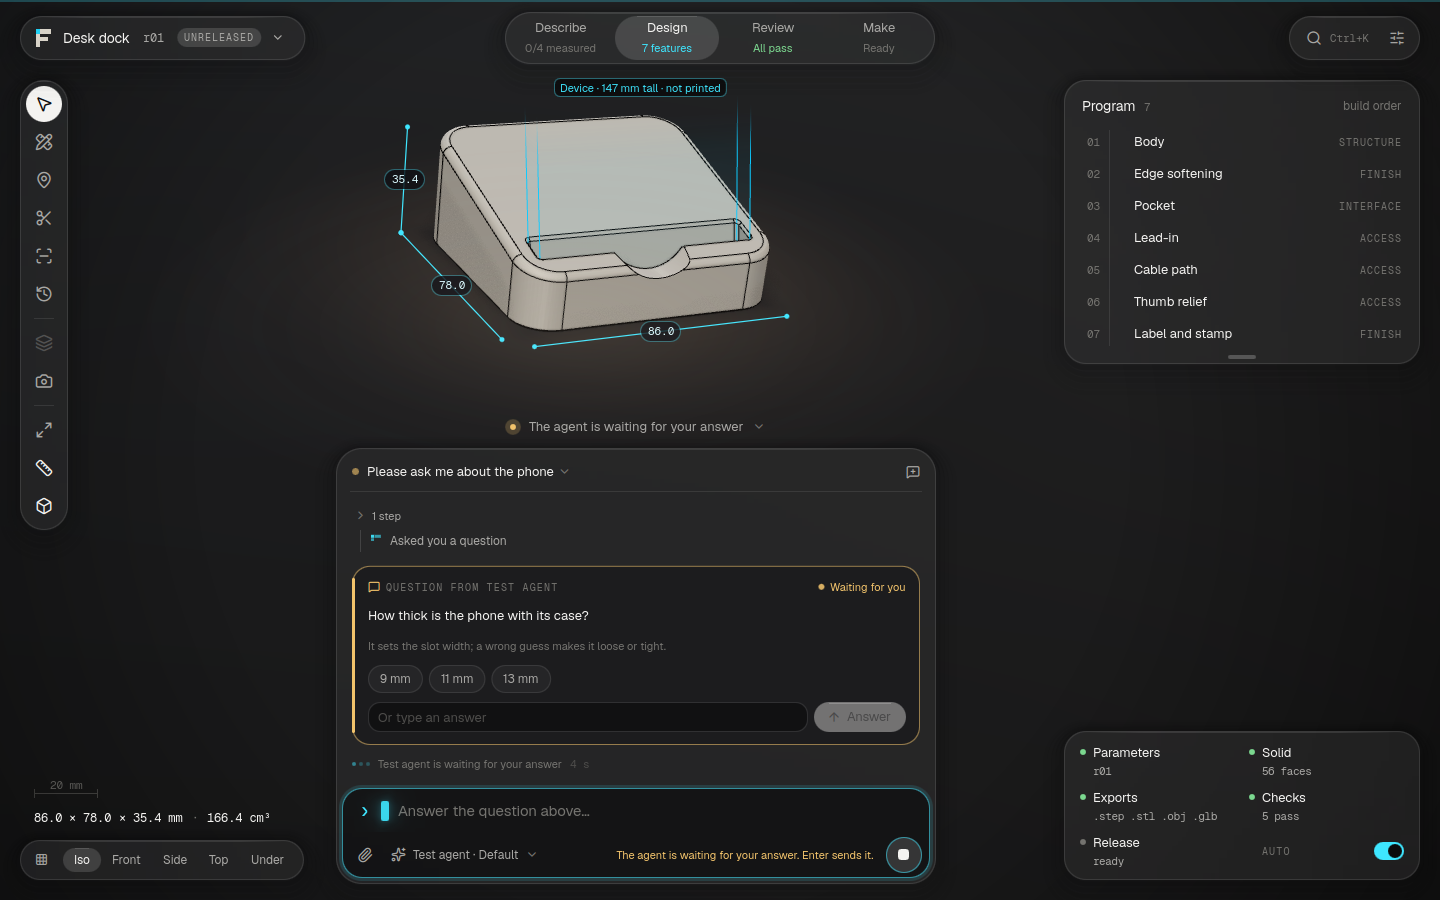 Desk dock r01 UNRELEASED
Describe
0/4 measured
Design
7 features
Review
All pass
Make
Ready
Ctrl+K
Device · 147 mm tall · not printed
35.4
78.0
86.0
Program 7 build order
01 Body STRUCTURE
02 Edge softening FINISH
03 Pocket INTERFACE
04 Lead-in ACCESS
05 Cable path ACCESS
06 Thumb relief ACCESS
07 Label and stamp FINISH
The agent is waiting for your answer
Please ask me about the phone
1 step
Asked you a question
QUESTION FROM TEST AGENT
Waiting for you
How thick is the phone with its case?
It sets the slot width; a wrong guess makes it loose or tight.
9 mm 11 mm 13 mm
Or type an answer
Answer
Test agent is waiting for your answer 4 s
Answer the question above...
Test agent · Default
The agent is waiting for your answer. Enter sends it.
20 mm
86.0 × 78.0 × 35.4 mm · 166.4 cm³
Iso Front Side Top Under
Parameters
r01
Solid
56 faces
Exports
.step .stl .obj .glb
Checks
5 pass
Release
ready
AUTO